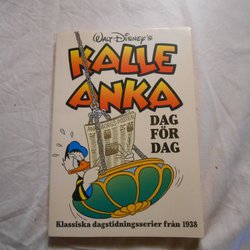 WALT DISNEY'S
KALLE
ANKA
DAG
FÖR
DAG
Klassiska dagstidningsserier från 1938